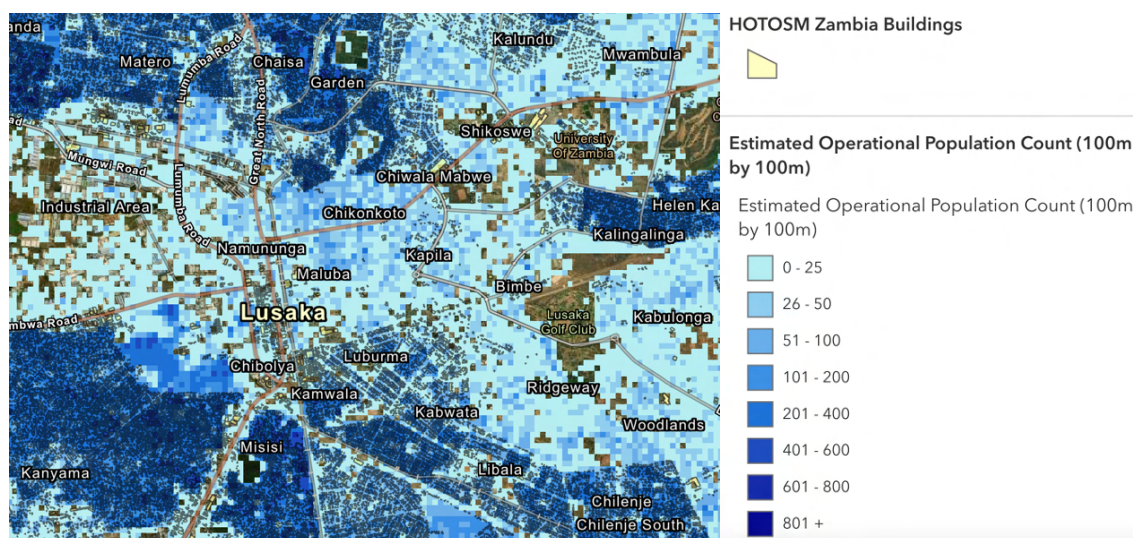 anda
Matero
Lumumba Road
Chaisa
Great North Road
Garden
Kalundu
Mwambula
Shikoswe
University
Of Zambia
ad
Mungwi Road
Chiwala Mabwe
Lumumba Road
Industrial Area
Chikonkoto
Helen Ka
Kalingalinga
Namununga
Kapila
Maluba
Bimbe
Lusaka
Lusaka
Golf Club
Kabulonga
mbwa Road
Chibolya
Luburma
Kamwala
Kabwata
Ridgeway
Woodlands
Misisi
Kanyama
Libala
Chilenje
Chilenje South
HOTOSM Zambia Buildings
Estimated Operational Population Count (100m
by 100m)
Estimated Operational Population Count (100m
by 100m)
0 - 25
26 - 50
51 - 100
101 - 200
201 - 400
401 - 600
601 - 800
801 +